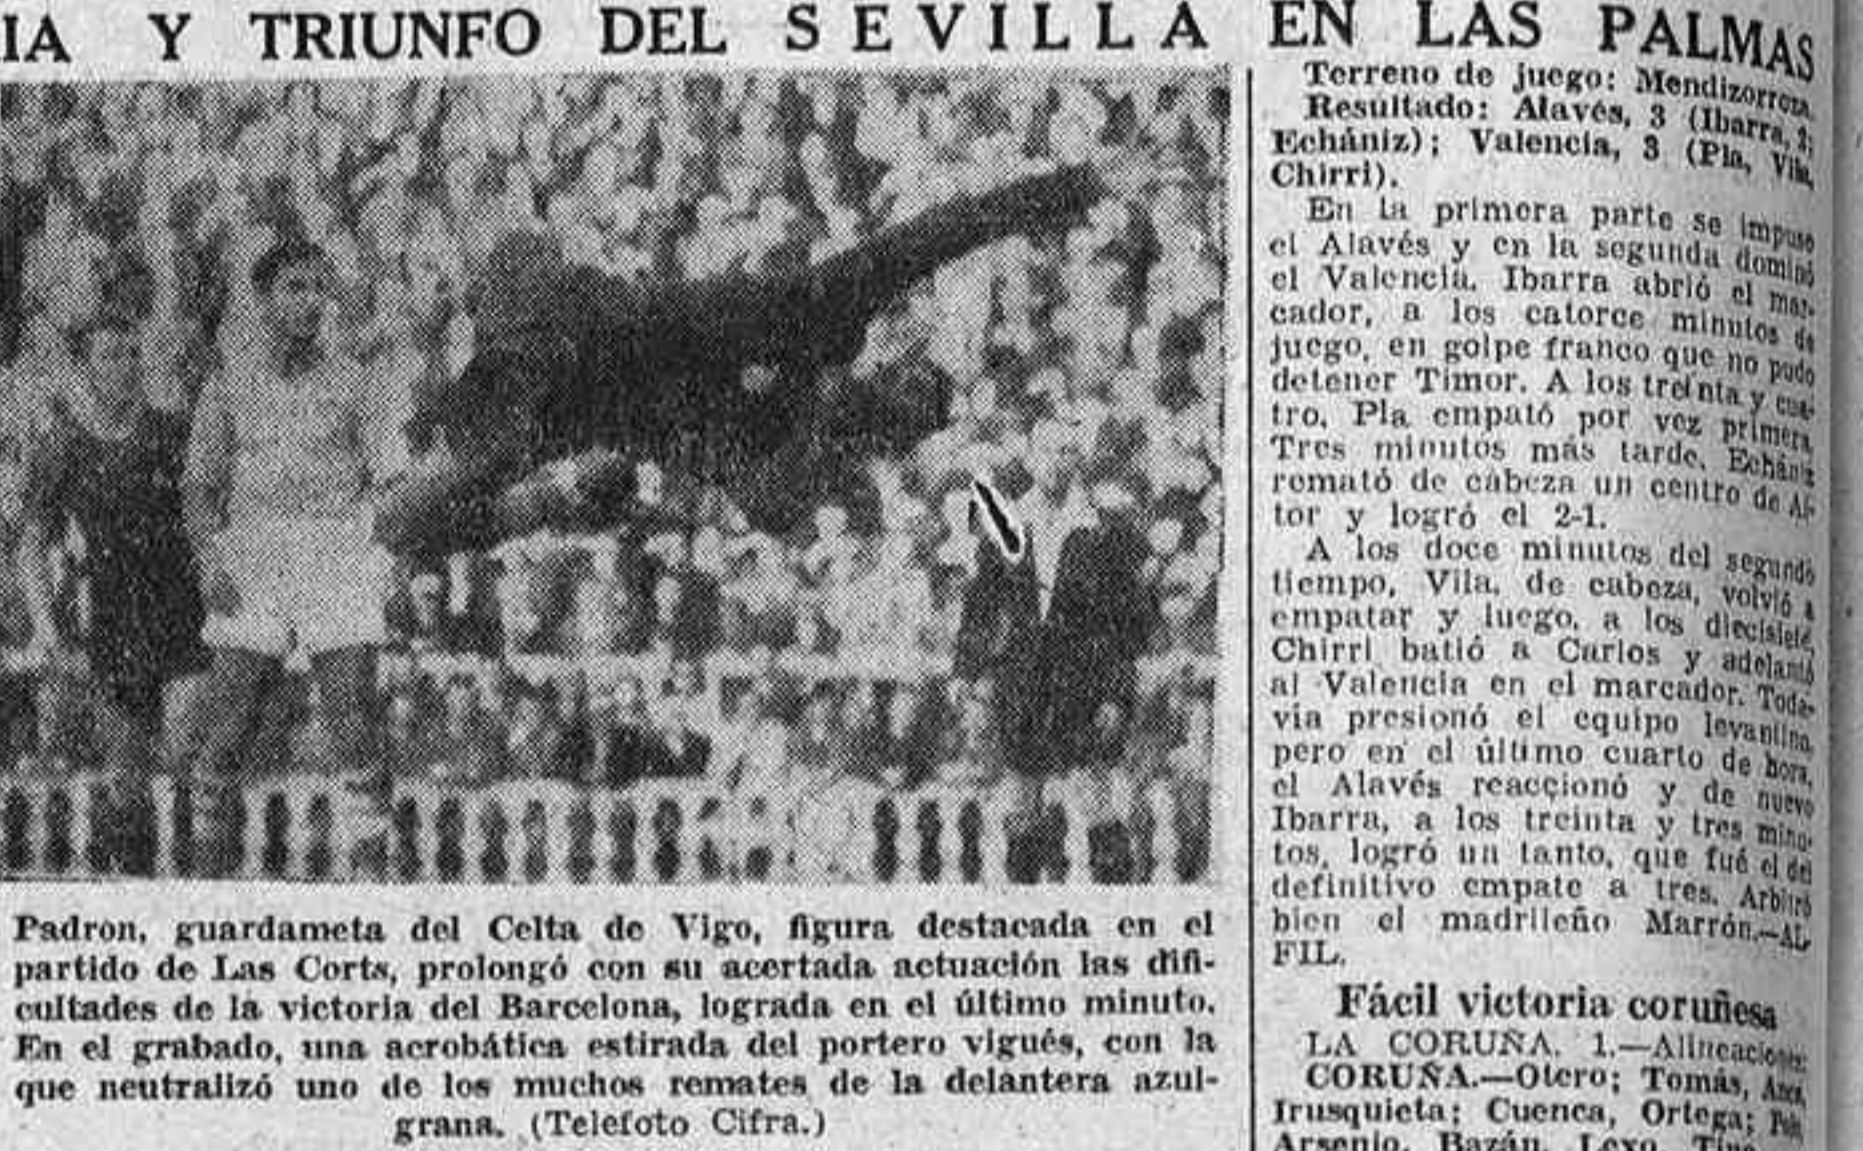 IA Y TRIUNFO DEL SEVILLA EN LAS PALMAS
Padron, guardameta del Celta de Vigo, figura destacada en el
partido de Las Corts, prolongó con su acertada actuación las difi-
cultades de la victoria del Barcelona, lograda en el último minuto.
En el grabado, una acrobática estirada del portero vigués, con la
que neutralizó uno de los muchos remates de la delantera azul-
grana. (Telefoto Cifra.)
Terreno de juego: Mendizorroza.
Resultado: Alavés, 3 (Ibarra, 2;
Echániz); Valencia, 3 (Pla, Vila,
Chirri).
En la primera parte se impuso
el Alavés y en la segunda dominó
el Valencia. Ibarra abrió el mar-
cador, a los catorce minutos de
juego, en golpe franco que no pudo
detener Timor. A los treinta y cua-
tro, Pla empató por vez primera.
Tres minutos más tarde, Echániz
remató de cabeza un centro de Al-
tor y logró el 2-1.
A los doce minutos del segundo
tiempo, Vila, de cabeza, volvió a
empatar y luego, a los diecisiete,
Chirri batió a Carlos y adelantó
al Valencia en el marcador. Toda-
vía presionó el equipo levantino,
pero en el último cuarto de hora,
el Alavés reaccionó y de nuevo
Ibarra, a los treinta y tres minu-
tos, logró un tanto, que fué el del
definitivo empate a tres. Arbitró
bien el madrileño Marrón.—AL-
FIL.
Fácil victoria coruñesa
LA CORUÑA. 1.—Alineaciones:
CORUÑA.—Otero; Tomás,
Irusquieta; Cuenca, Ortega;
Arsenio, Bazán, Lexo, Tino